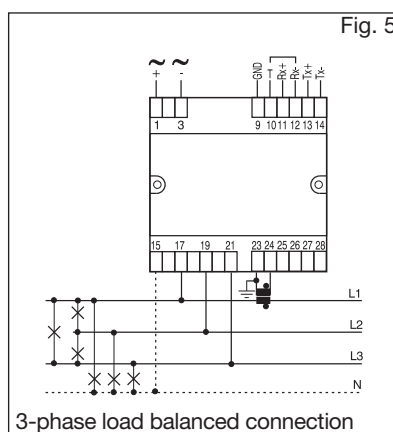 Fig. 5
~ ~
+ - GND T Rx+ Rx- Tx+ Tx-
1 3 9 10 11 12 13 14
15 17 19 21 23 24 25 26 27 28
L1
L2
L3
N
3-phase load balanced connection